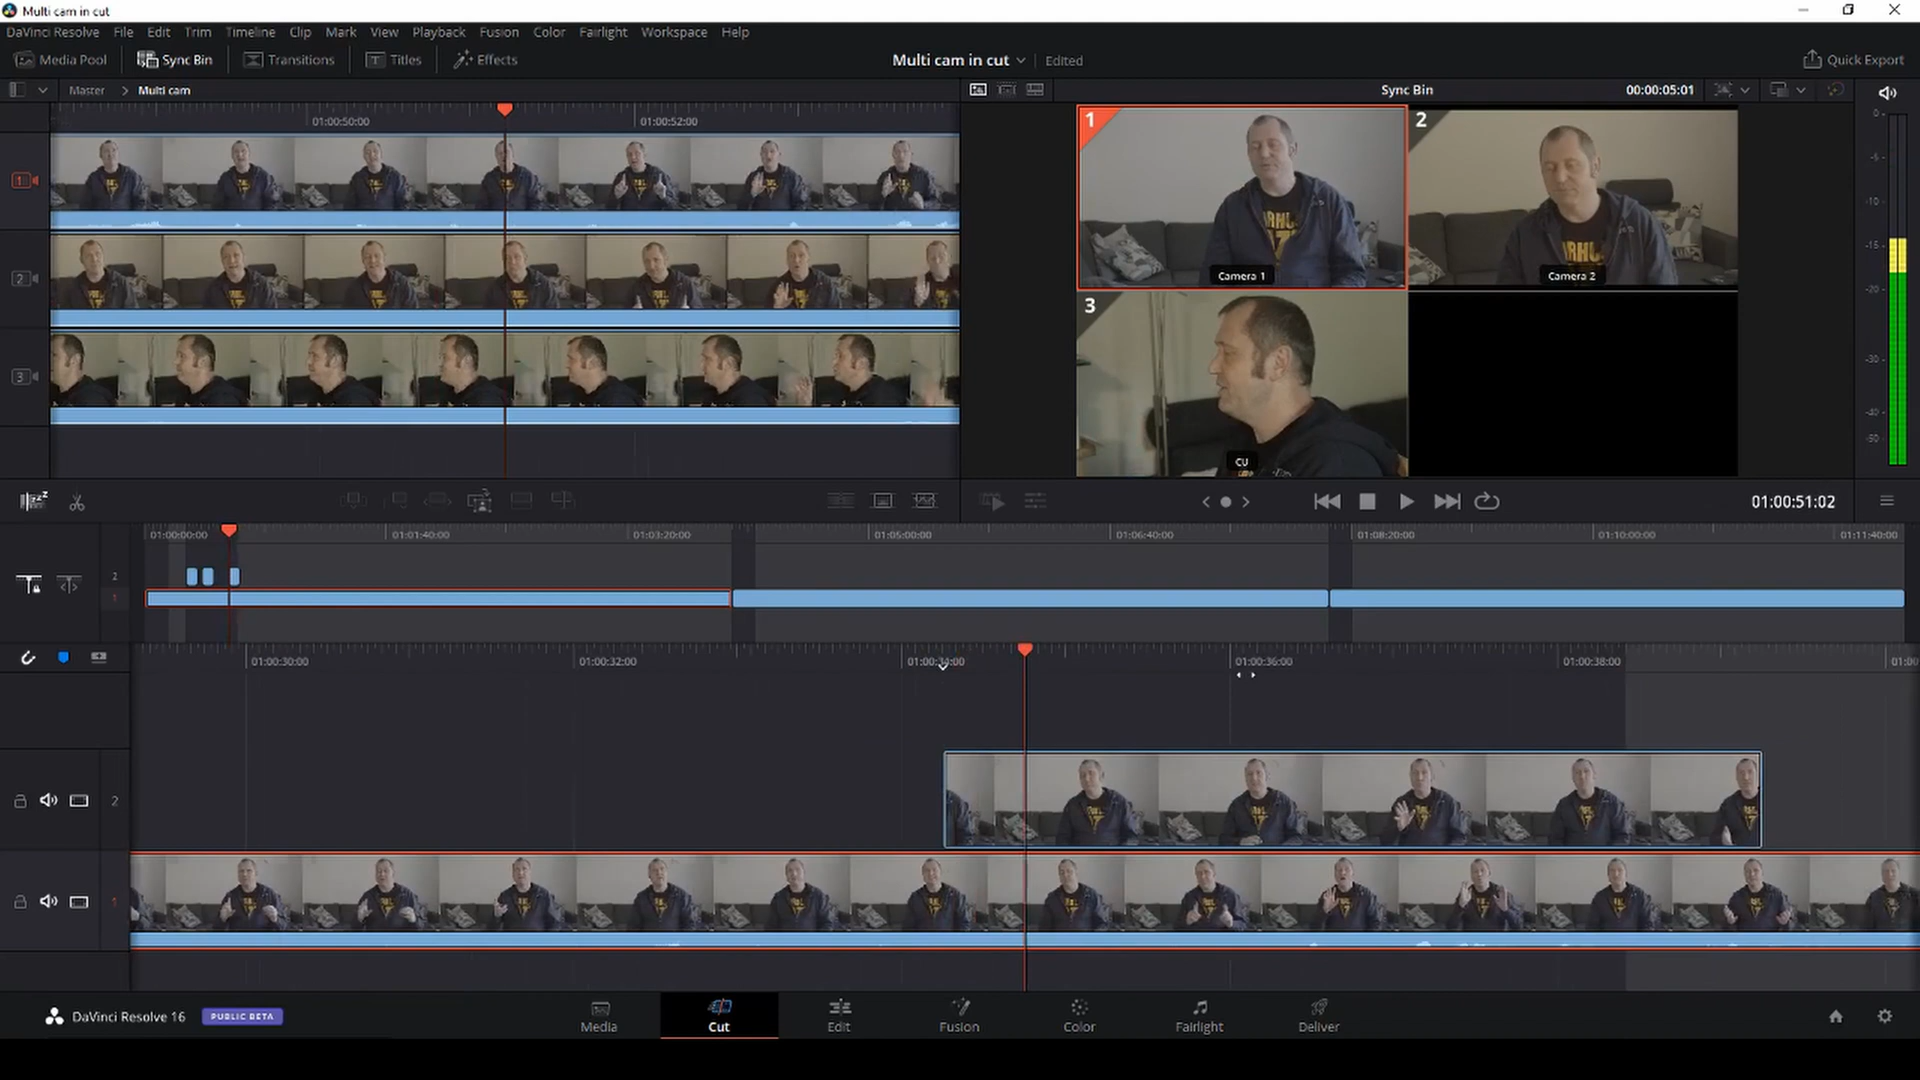 Multi cam in cut
DaVinci Resolve File Edit Trim Timeline Clip Mark View Playback Fusion Color Fairlight Workspace Help
Media Pool Sync Bin Transitions Titles Effects Multi cam in cut Edited Quick Export
Master > Multi cam Sync Bin 00:00:05:01
01:00:50:00 01:00:52:00
1
2
3
1 2
Camera 1 Camera 2
3
CU
0
-5
-10
-15
-20
-30
-40
-50
01:00:51:02
01:00:00:00 01:01:40:00 01:03:20:00 01:05:00:00 01:06:40:00 01:08:20:00 01:10:00:00 01:11:40:00
2
1
01:00:30:00 01:00:32:00 01:00:34:00 01:00:36:00 01:00:38:00 01:00
2
1
DaVinci Resolve 16 PUBLIC BETA Media Cut Edit Fusion Color Fairlight Deliver